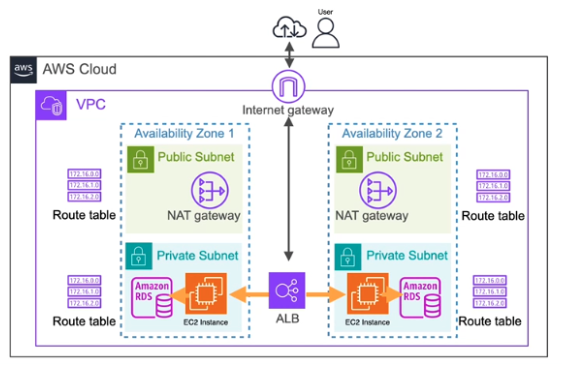 User
aws
AWS Cloud
VPC
Internet gateway
Availability Zone 1
Availability Zone 2
Public Subnet
Public Subnet
172.16.0.0
172.16.1.0
172.16.2.0
Route table
NAT gateway
NAT gateway
172.16.0.0
172.16.1.0
172.16.2.0
Route table
Private Subnet
Private Subnet
172.16.0.0
172.16.1.0
172.16.2.0
Route table
Amazon
RDS
EC2 Instance
ALB
EC2 Instance
Amazon
RDS
172.16.0.0
172.16.1.0
172.16.2.0
Route table